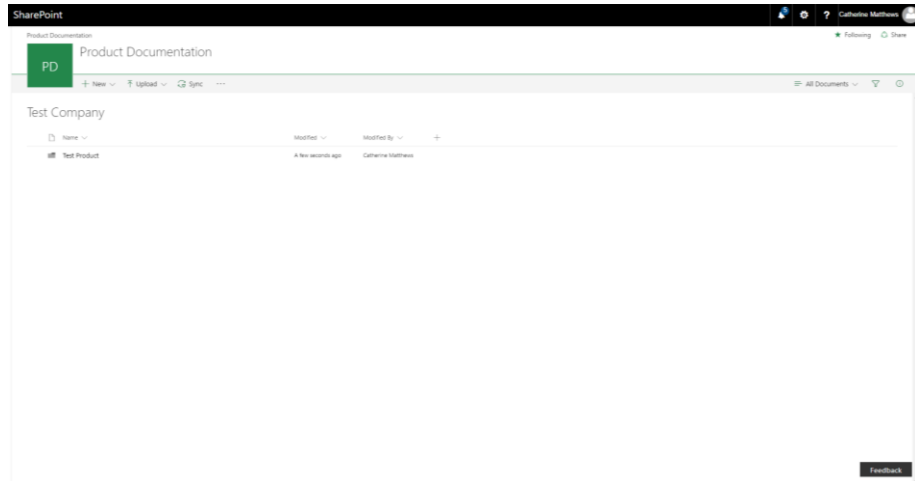 SharePoint ? Catherine Matthews
Product Documentation Following Share
PD Product Documentation
New Upload Sync ... All Documents
Test Company
Name Modified Modified By
Test Product A few seconds ago Catherine Matthews
Feedback